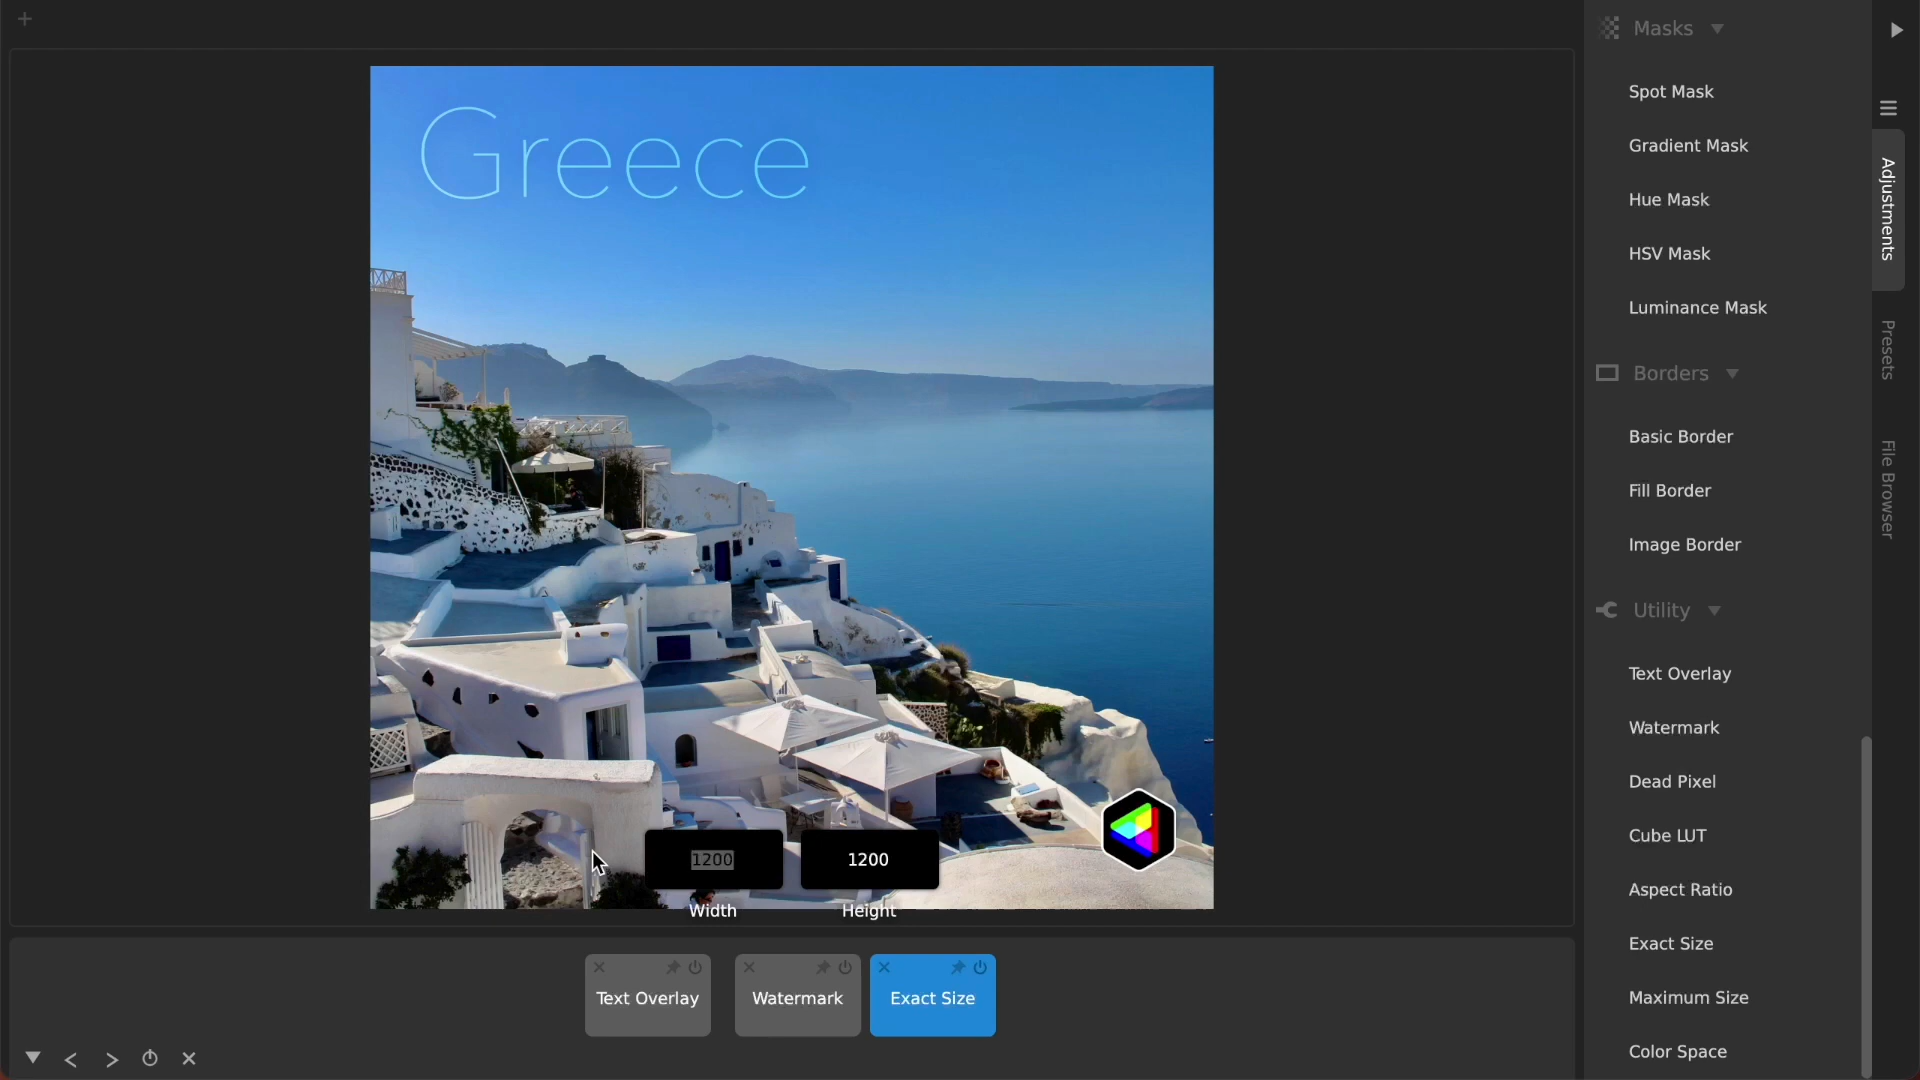 Greece
1200
1200
Width
Height
Text Overlay
Watermark
Exact Size
Masks
Spot Mask
Gradient Mask
Hue Mask
HSV Mask
Luminance Mask
Borders
Basic Border
Fill Border
Image Border
Utility
Text Overlay
Watermark
Dead Pixel
Cube LUT
Aspect Ratio
Exact Size
Maximum Size
Color Space
Adjustments
Presets
File Browser